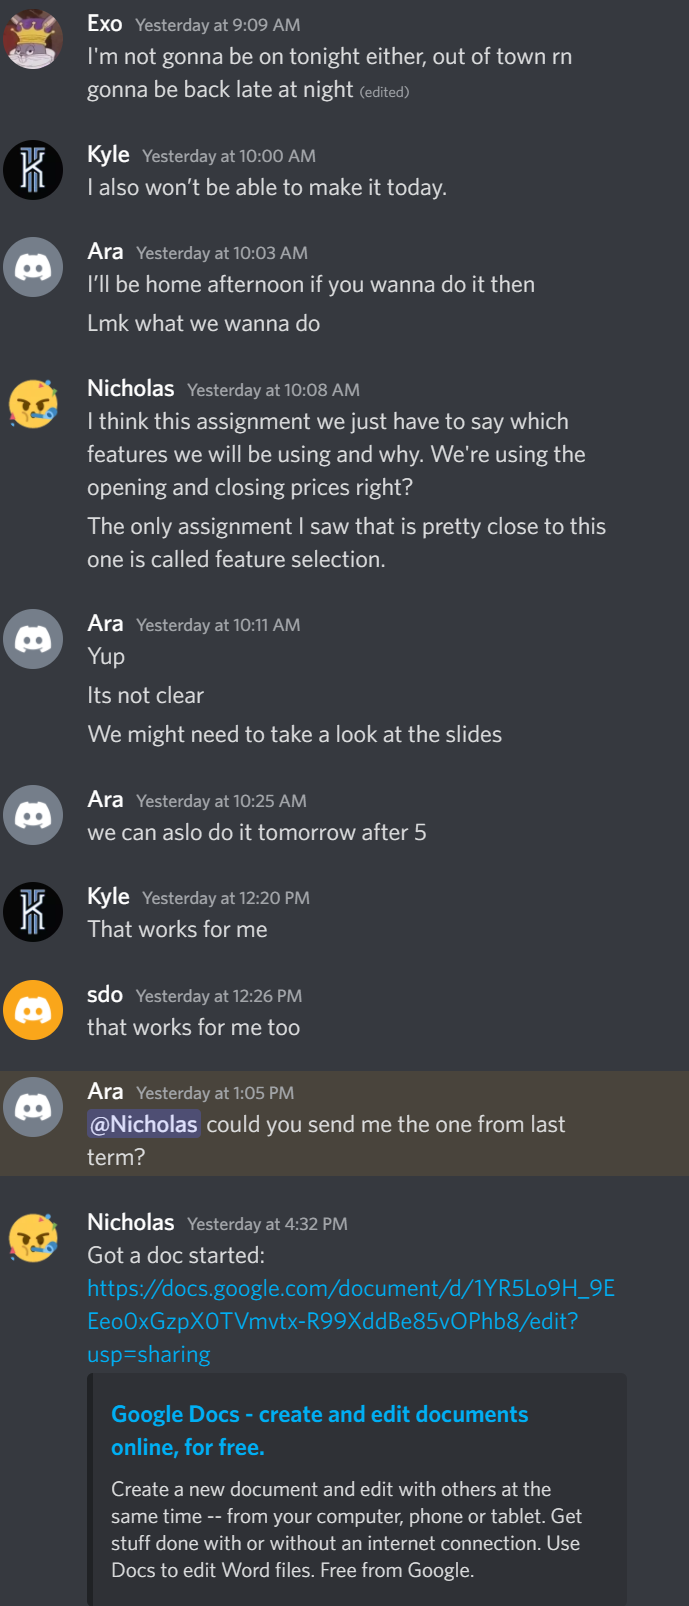 Exo Yesterday at 9:09 AM
I'm not gonna be on tonight either, out of town rn
gonna be back late at night (edited)
Kyle Yesterday at 10:00 AM
I also won’t be able to make it today.
Ara Yesterday at 10:03 AM
I’ll be home afternoon if you wanna do it then
Lmk what we wanna do
Nicholas Yesterday at 10:08 AM
I think this assignment we just have to say which
features we will be using and why. We're using the
opening and closing prices right?
The only assignment I saw that is pretty close to this
one is called feature selection.
Ara Yesterday at 10:11 AM
Yup
Its not clear
We might need to take a look at the slides
Ara Yesterday at 10:25 AM
we can aslo do it tomorrow after 5
Kyle Yesterday at 12:20 PM
That works for me
sdo Yesterday at 12:26 PM
that works for me too
Ara Yesterday at 1:05 PM
@Nicholas could you send me the one from last
term?
Nicholas Yesterday at 4:32 PM
Got a doc started:
https://docs.google.com/document/d/1YR5Lo9H_9E
Eeo0xGzpX0TVmvtx-R99XddBe85vOPhb8/edit?
usp=sharing
Google Docs - create and edit documents
online, for free.
Create a new document and edit with others at the
same time -- from your computer, phone or tablet. Get
stuff done with or without an internet connection. Use
Docs to edit Word files. Free from Google.